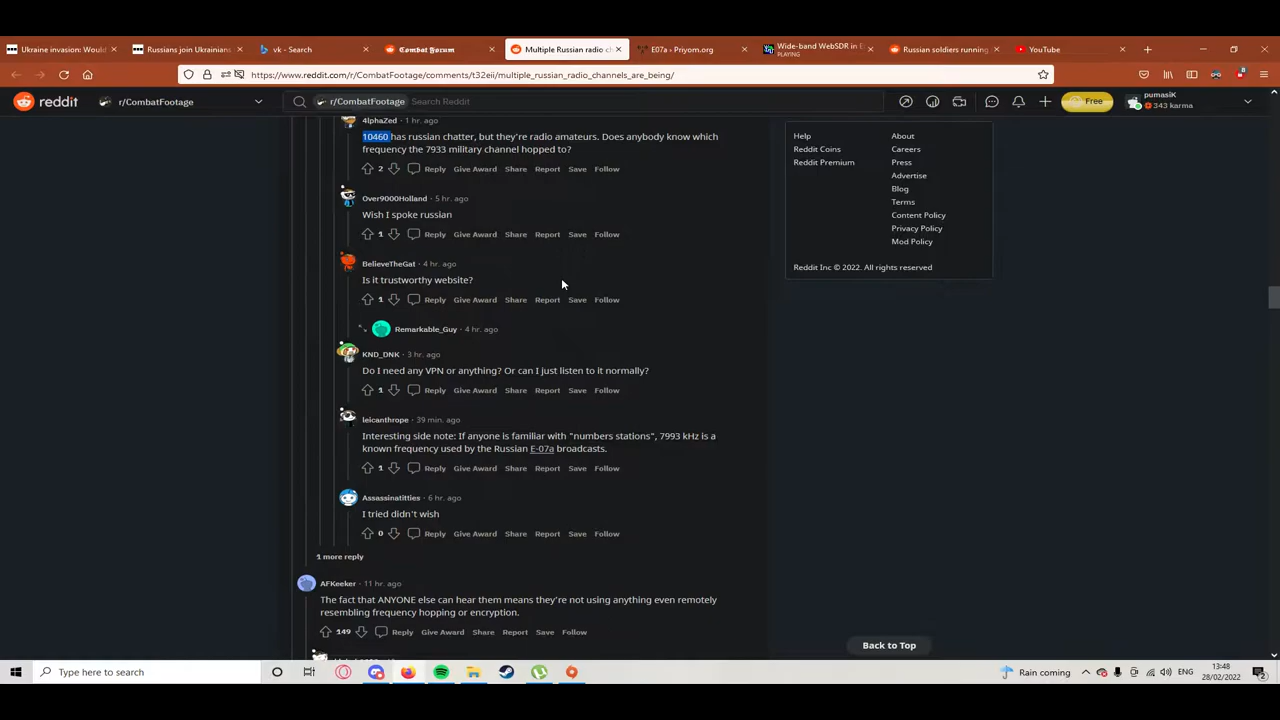 Ukraine invasion: Would
Russians join Ukrainians
vk - Search
Combat Forum
Multiple Russian radio ch
E07a › Priyom.org
Wide-band WebSDR in E
PLAYING
Russian soldiers running
YouTube
https://www.reddit.com/r/CombatFootage/comments/t32eii/multiple_russian_radio_channels_are_being/
reddit
r/CombatFootage
r/CombatFootage Search Reddit
Free
pumasiK
343 karma
4lphaZed · 1 hr. ago
10460 has russian chatter, but they're radio amateurs. Does anybody know which
frequency the 7933 military channel hopped to?
2 Reply Give Award Share Report Save Follow
Over9000Holland · 5 hr. ago
Wish I spoke russian
1 Reply Give Award Share Report Save Follow
BelieveTheGat · 4 hr. ago
Is it trustworthy website?
1 Reply Give Award Share Report Save Follow
Remarkable_Guy · 4 hr. ago
KND_DNK · 3 hr. ago
Do I need any VPN or anything? Or can I just listen to it normally?
1 Reply Give Award Share Report Save Follow
leicanthrope · 39 min. ago
Interesting side note: If anyone is familiar with "numbers stations", 7993 kHz is a
known frequency used by the Russian E-07a broadcasts.
1 Reply Give Award Share Report Save Follow
Assassinatitties · 6 hr. ago
I tried didn't wish
0 Reply Give Award Share Report Save Follow
1 more reply
AFKeeker · 11 hr. ago
The fact that ANYONE else can hear them means they're not using anything even remotely
resembling frequency hopping or encryption.
149 Reply Give Award Share Report Save Follow
Help About
Reddit Coins Careers
Reddit Premium Press
Advertise
Blog
Terms
Content Policy
Privacy Policy
Mod Policy
Reddit Inc © 2022. All rights reserved
Back to Top
Type here to search
Rain coming
ENG
13:48
28/02/2022
2